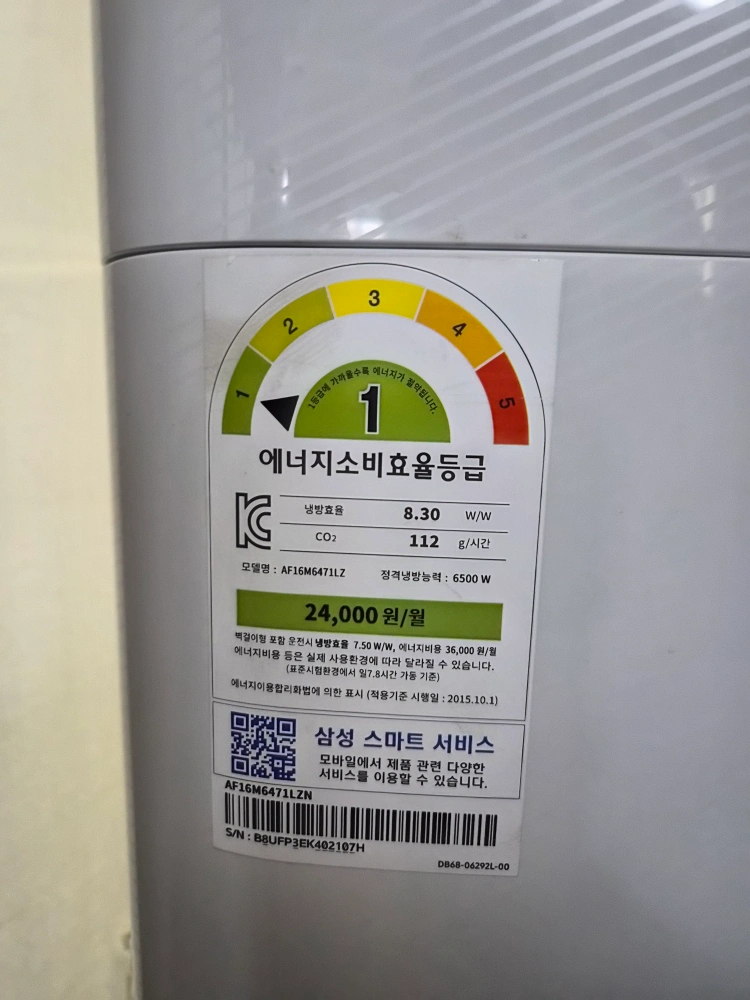 1 2 3 4 5
1등급에 가까울수록 에너지가 절약됩니다.
1
에너지소비효율등급
냉방효율 8.30 W/W
CO₂ 112 g/시간
모델명 : AF16M6471LZ 정격냉방능력 : 6500 W
24,000원/월
벽걸이형 포함 운전시 냉방효율 7.50 W/W, 에너지비용 36,000 원/월
에너지비용 등은 실제 사용환경에 따라 달라질 수 있습니다.
(표준시험환경에서 일7.8시간 가동 기준)
에너지이용합리화법에 의한 표시 (적용기준 시행일 : 2015.10.1)
삼성 스마트 서비스
모바일에서 제품 관련 다양한
서비스를 이용할 수 있습니다.
AF16M6471LZN
S/N : B8UFP3EK402107H
DB68-06292L-00